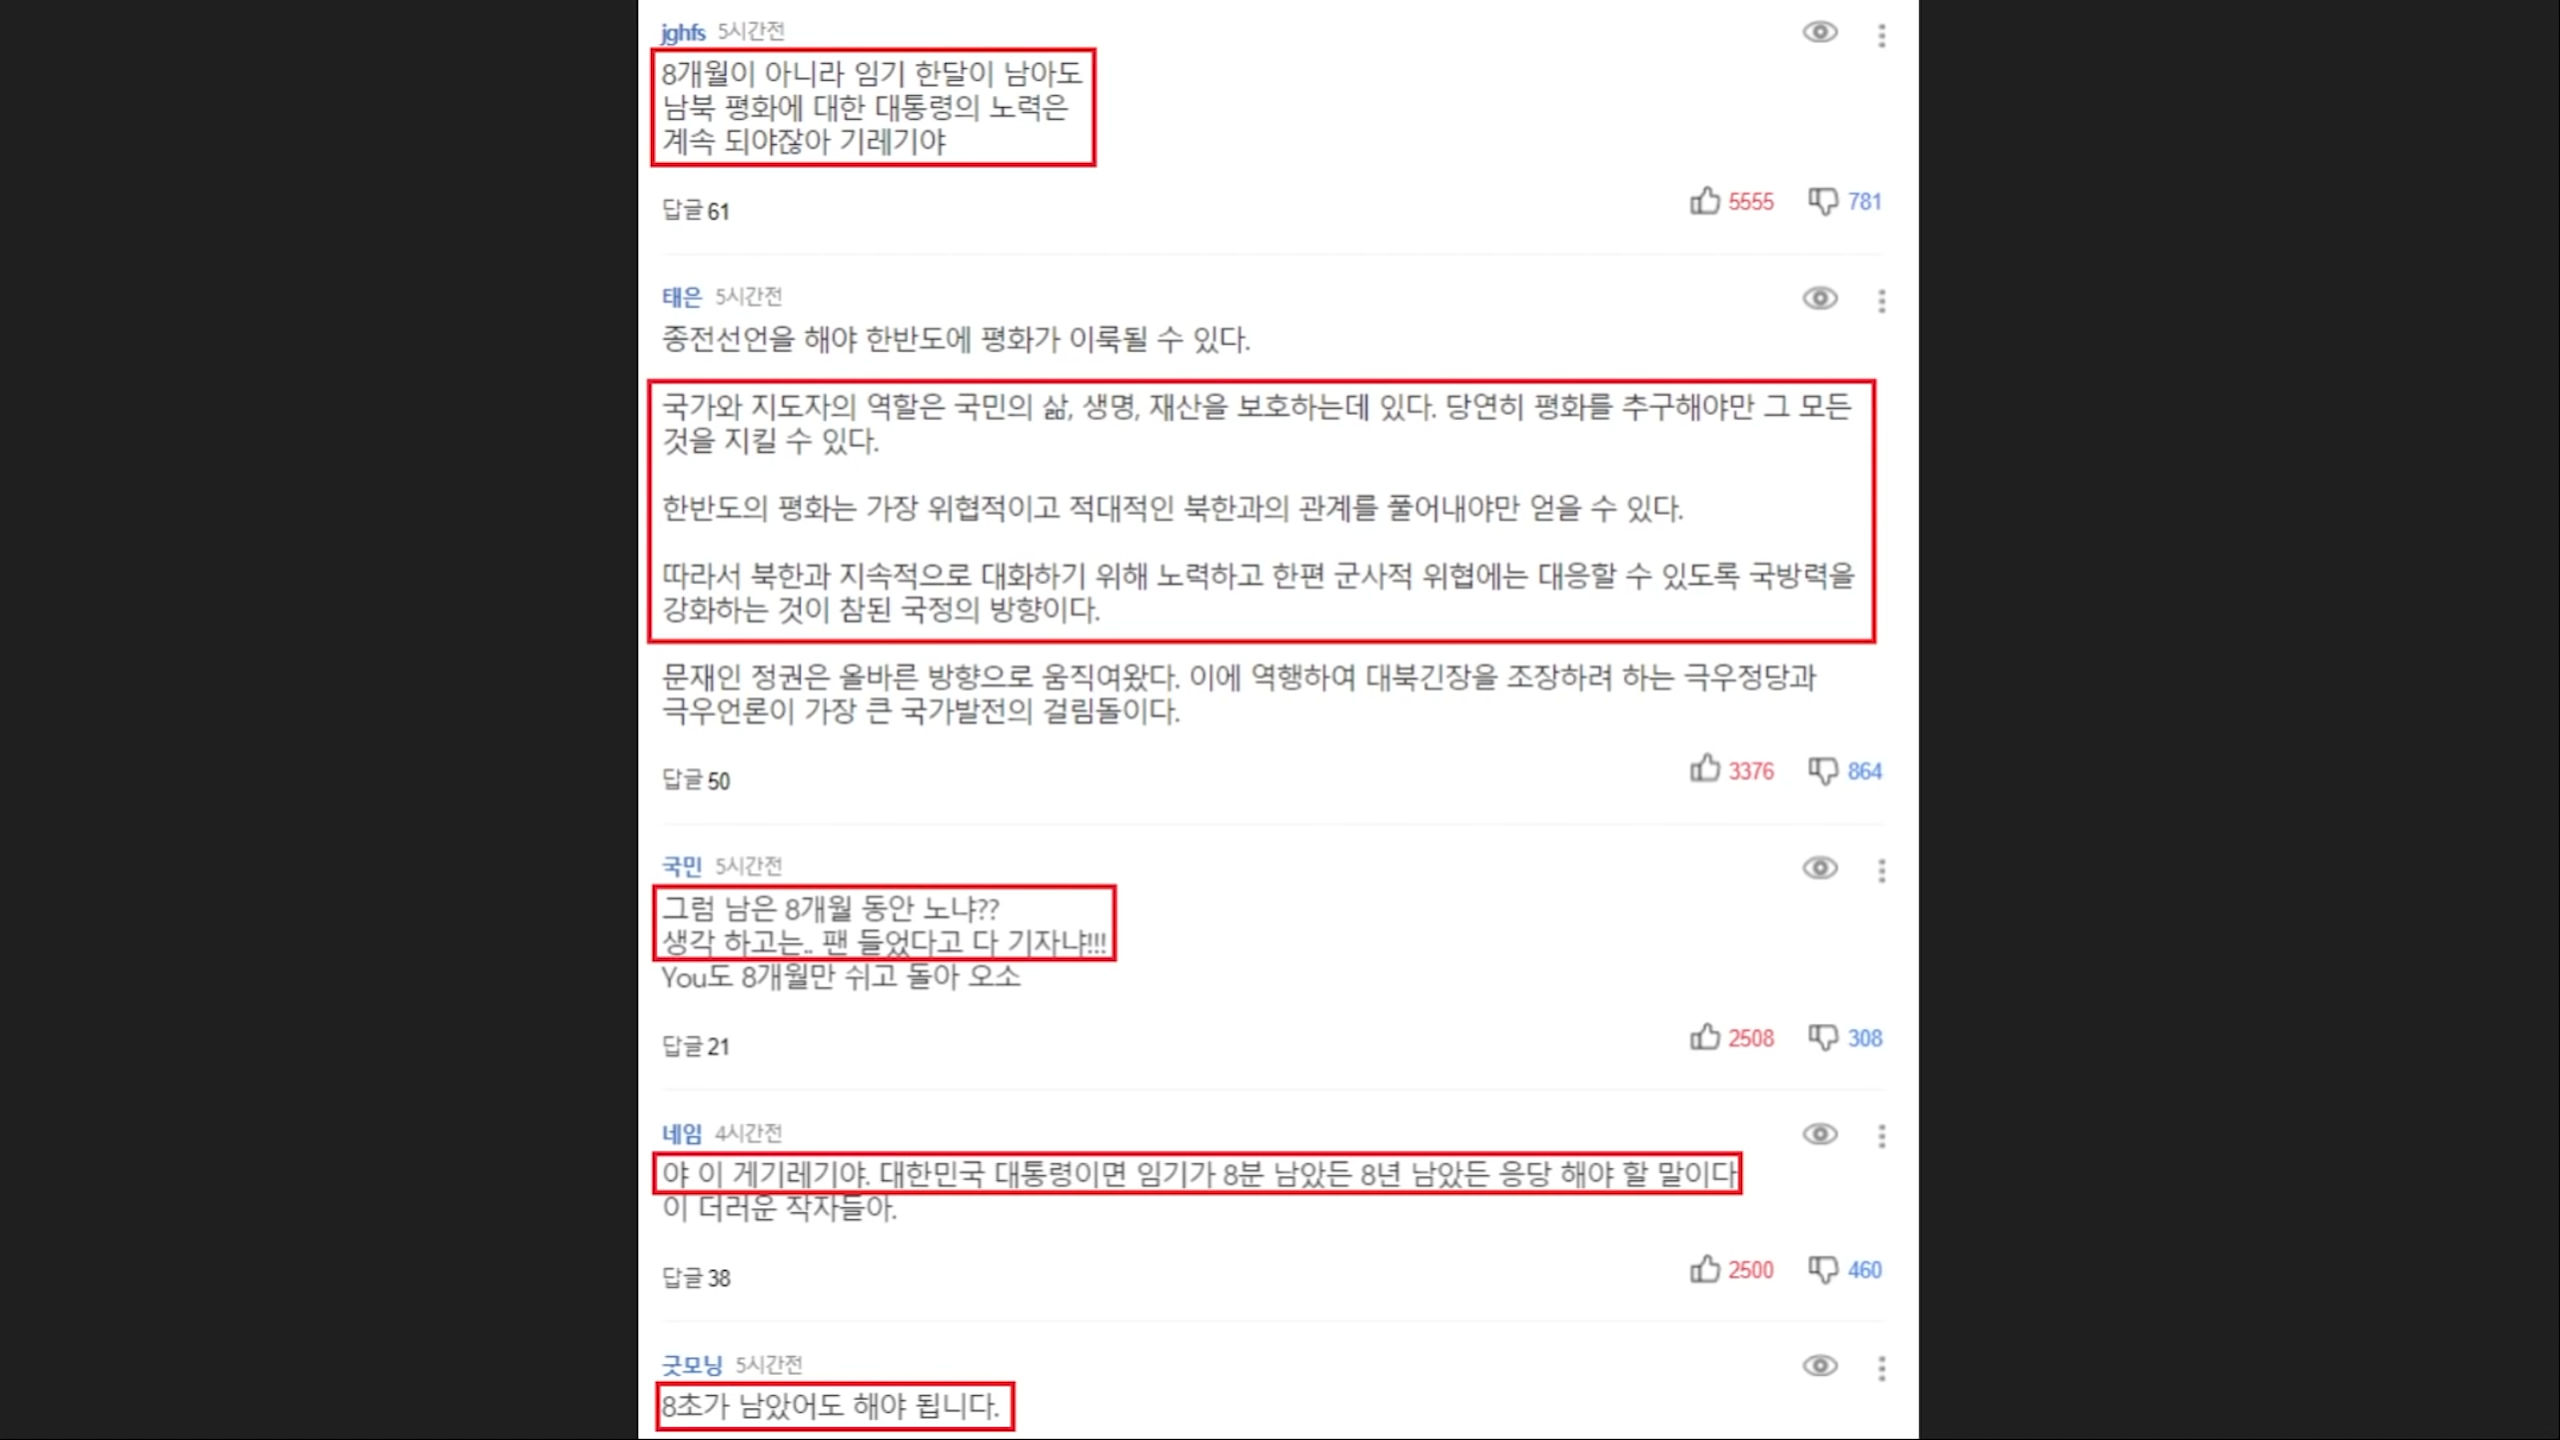 jghfs 5시간전
8개월이 아니라 임기 한달이 남아도
남북 평화에 대한 대통령의 노력은
계속 되야잖아 기레기야
답글 61
5555 781
태은 5시간전
종전선언을 해야 한반도에 평화가 이룩될 수 있다.
국가와 지도자의 역할은 국민의 삶, 생명, 재산을 보호하는데 있다. 당연히 평화를 추구해야만 그 모든
것을 지킬 수 있다.
한반도의 평화는 가장 위협적이고 적대적인 북한과의 관계를 풀어내야만 얻을 수 있다.
따라서 북한과 지속적으로 대화하기 위해 노력하고 한편 군사적 위협에는 대응할 수 있도록 국방력을
강화하는 것이 참된 국정의 방향이다.
문재인 정권은 올바른 방향으로 움직여왔다. 이에 역행하여 대북긴장을 조장하려 하는 극우정당과
극우언론이 가장 큰 국가발전의 걸림돌이다.
답글 50
3376 864
국민 5시간전
그럼 남은 8개월 동안 노냐??
생각 하고는.. 팬 들었다고 다 기자냐!!!
You도 8개월만 쉬고 돌아 오소
답글 21
2508 308
네임 4시간전
야 이 게기레기야. 대한민국 대통령이면 임기가 8분 남았든 8년 남았든 응당 해야 할 말이다
이 더러운 작자들아.
답글 38
2500 460
굿모닝 5시간전
8초가 남았어도 해야 됩니다.